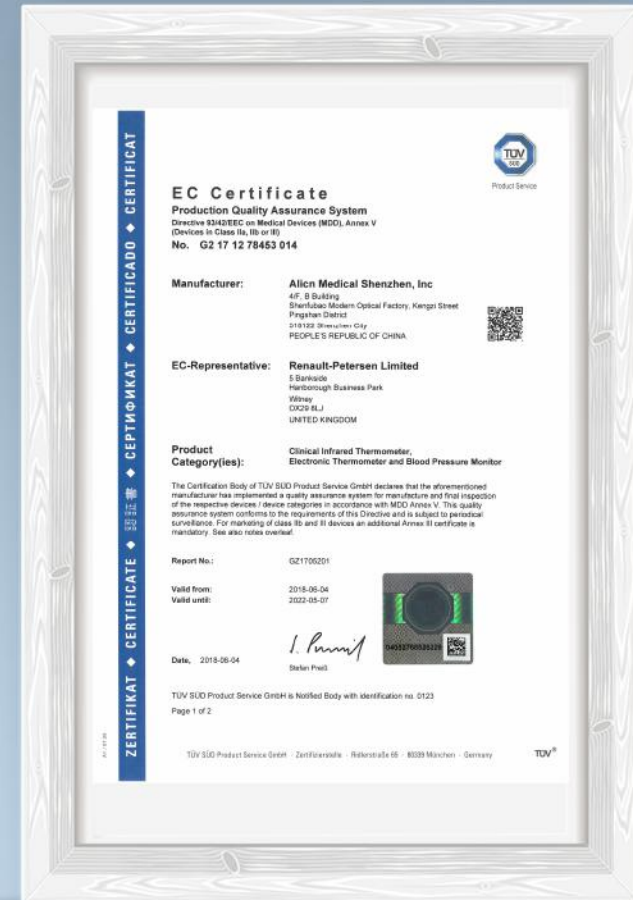 ZERTIFIKAT ◆ CERTIFICATE ◆ 認 証 書 ◆ СЕРТИФИКАТ ◆ CERTIFICADO ◆ CERTIFICAT
TÜV
SÜD
Product Service
EC Certificate
Production Quality Assurance System
Directive 93/42/EEC on Medical Devices (MDD), Annex V
(Devices in Class IIa, IIb or III)
No. G2 17 12 78453 014
Manufacturer: Alicn Medical Shenzhen, Inc
4/F, B Building
Shenfubao Modern Optical Factory, Kengzi Street
Pingshan District
Shenzhen City
PEOPLE'S REPUBLIC OF CHINA
EC-Representative: Renault-Petersen Limited
5 Bankside
Hanborough Business Park
Witney
OX29 8LJ
UNITED KINGDOM
Product
Category(ies): Clinical Infrared Thermometer,
Electronic Thermometer and Blood Pressure Monitor
The Certification Body of TÜV SÜD Product Service GmbH declares that the aforementioned
manufacturer has implemented a quality assurance system for manufacture and final inspection
of the respective devices / device categories in accordance with MDD Annex V. This quality
assurance system conforms to the requirements of this Directive and is subject to periodical
surveillance. For marketing of class IIb and III devices an additional Annex III certificate is
mandatory. See also notes overleaf.
Report No.: GZ1706201
Valid from: 2018-06-04
Valid until: 2022-05-07
Date, 2018-06-04
Stefan Preiß
TÜV SÜD Product Service GmbH is Notified Body with identification no. 0123
Page 1 of 2
TÜV SÜD Product Service GmbH · Zertifizierstelle · Ridlerstraße 65 · 80339 München · Germany
TÜV®